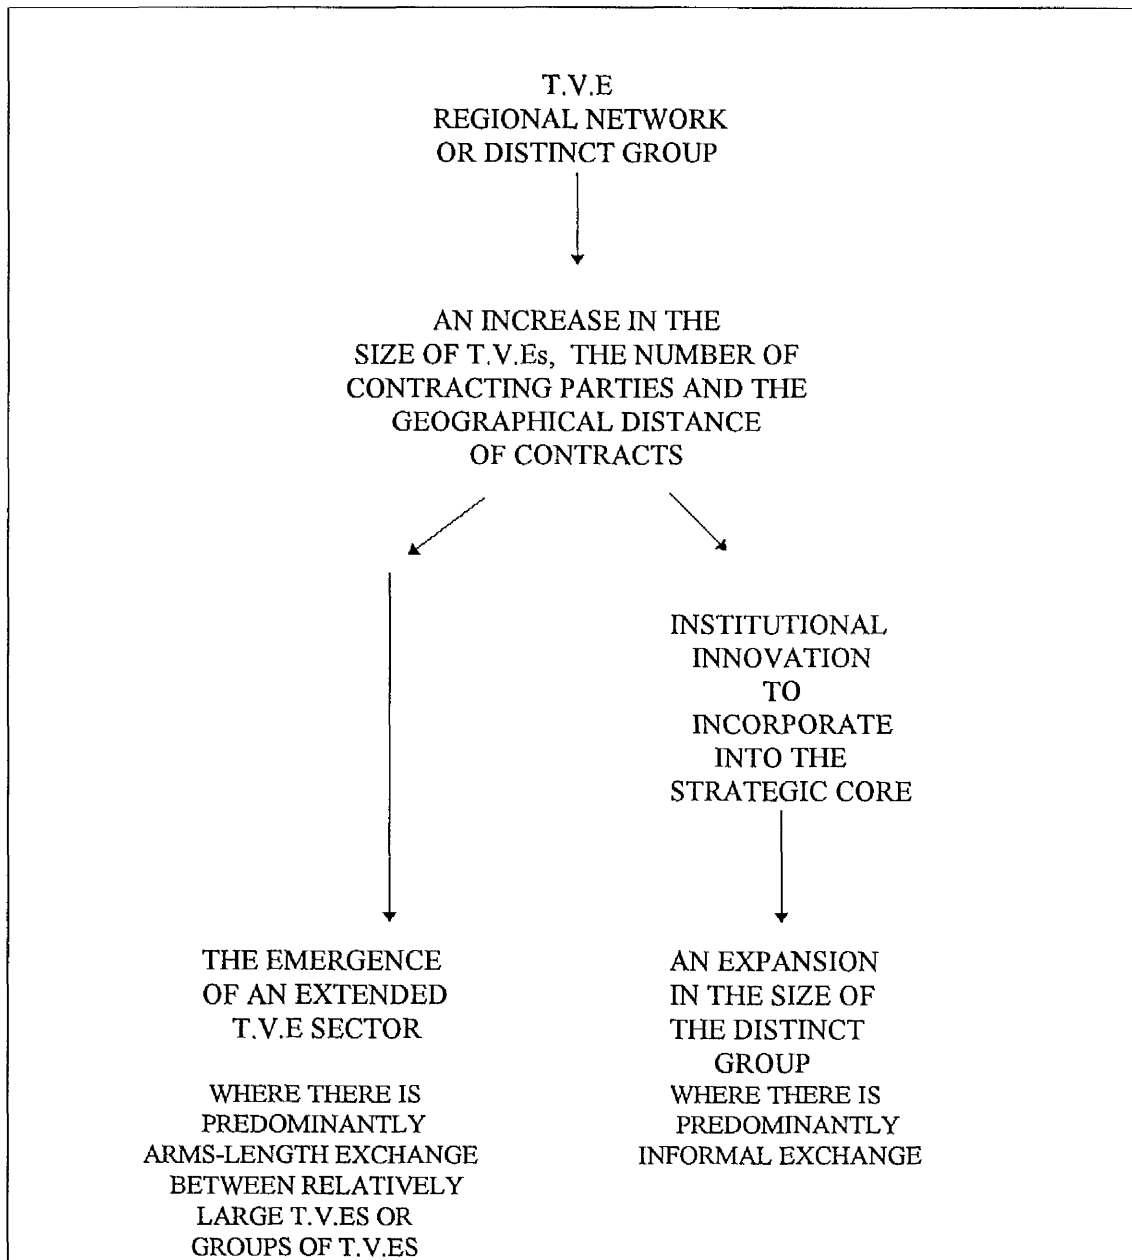 T.V.E
REGIONAL NETWORK
OR DISTINCT GROUP
AN INCREASE IN THE
SIZE OF T.V.Es, THE NUMBER OF
CONTRACTING PARTIES AND THE
GEOGRAPHICAL DISTANCE
OF CONTRACTS
INSTITUTIONAL
INNOVATION
TO
INCORPORATE
INTO THE
STRATEGIC CORE
THE EMERGENCE
OF AN EXTENDED
T.V.E SECTOR
WHERE THERE IS
PREDOMINANTLY
ARMS-LENGTH EXCHANGE
BETWEEN RELATIVELY
LARGE T.V.ES OR
GROUPS OF T.V.ES
AN EXPANSION
IN THE SIZE OF
THE DISTINCT
GROUP
WHERE THERE IS
PREDOMINANTLY
INFORMAL EXCHANGE